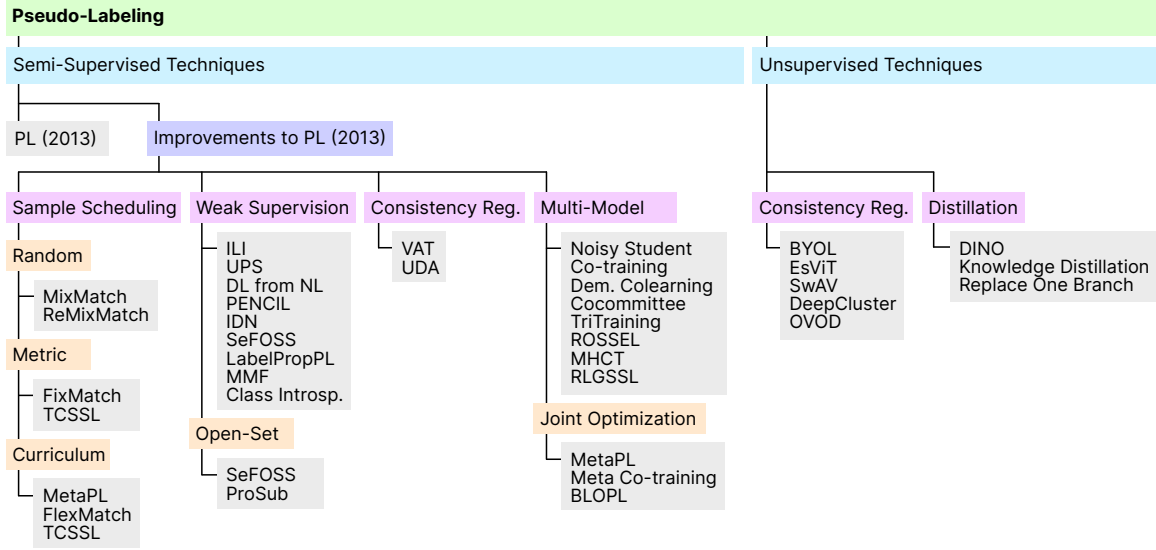 Pseudo-Labeling
Semi-Supervised Techniques
Unsupervised Techniques
PL (2013)
Improvements to PL (2013)
Sample Scheduling
Random
MixMatch
ReMixMatch
Metric
FixMatch
TCSSL
Curriculum
MetaPL
FlexMatch
TCSSL
Weak Supervision
ILI
UPS
DL from NL
PENCIL
IDN
SeFOSS
LabelPropPL
MMF
Class Introsp.
Open-Set
SeFOSS
ProSub
Consistency Reg.
VAT
UDA
Multi-Model
Noisy Student
Co-training
Dem. Colearning
Cocommittee
TriTraining
ROSSEL
MHCT
RLGSSL
Joint Optimization
MetaPL
Meta Co-training
BLOPL
Consistency Reg.
BYOL
EsViT
SwAV
DeepCluster
OVOD
Distillation
DINO
Knowledge Distillation
Replace One Branch